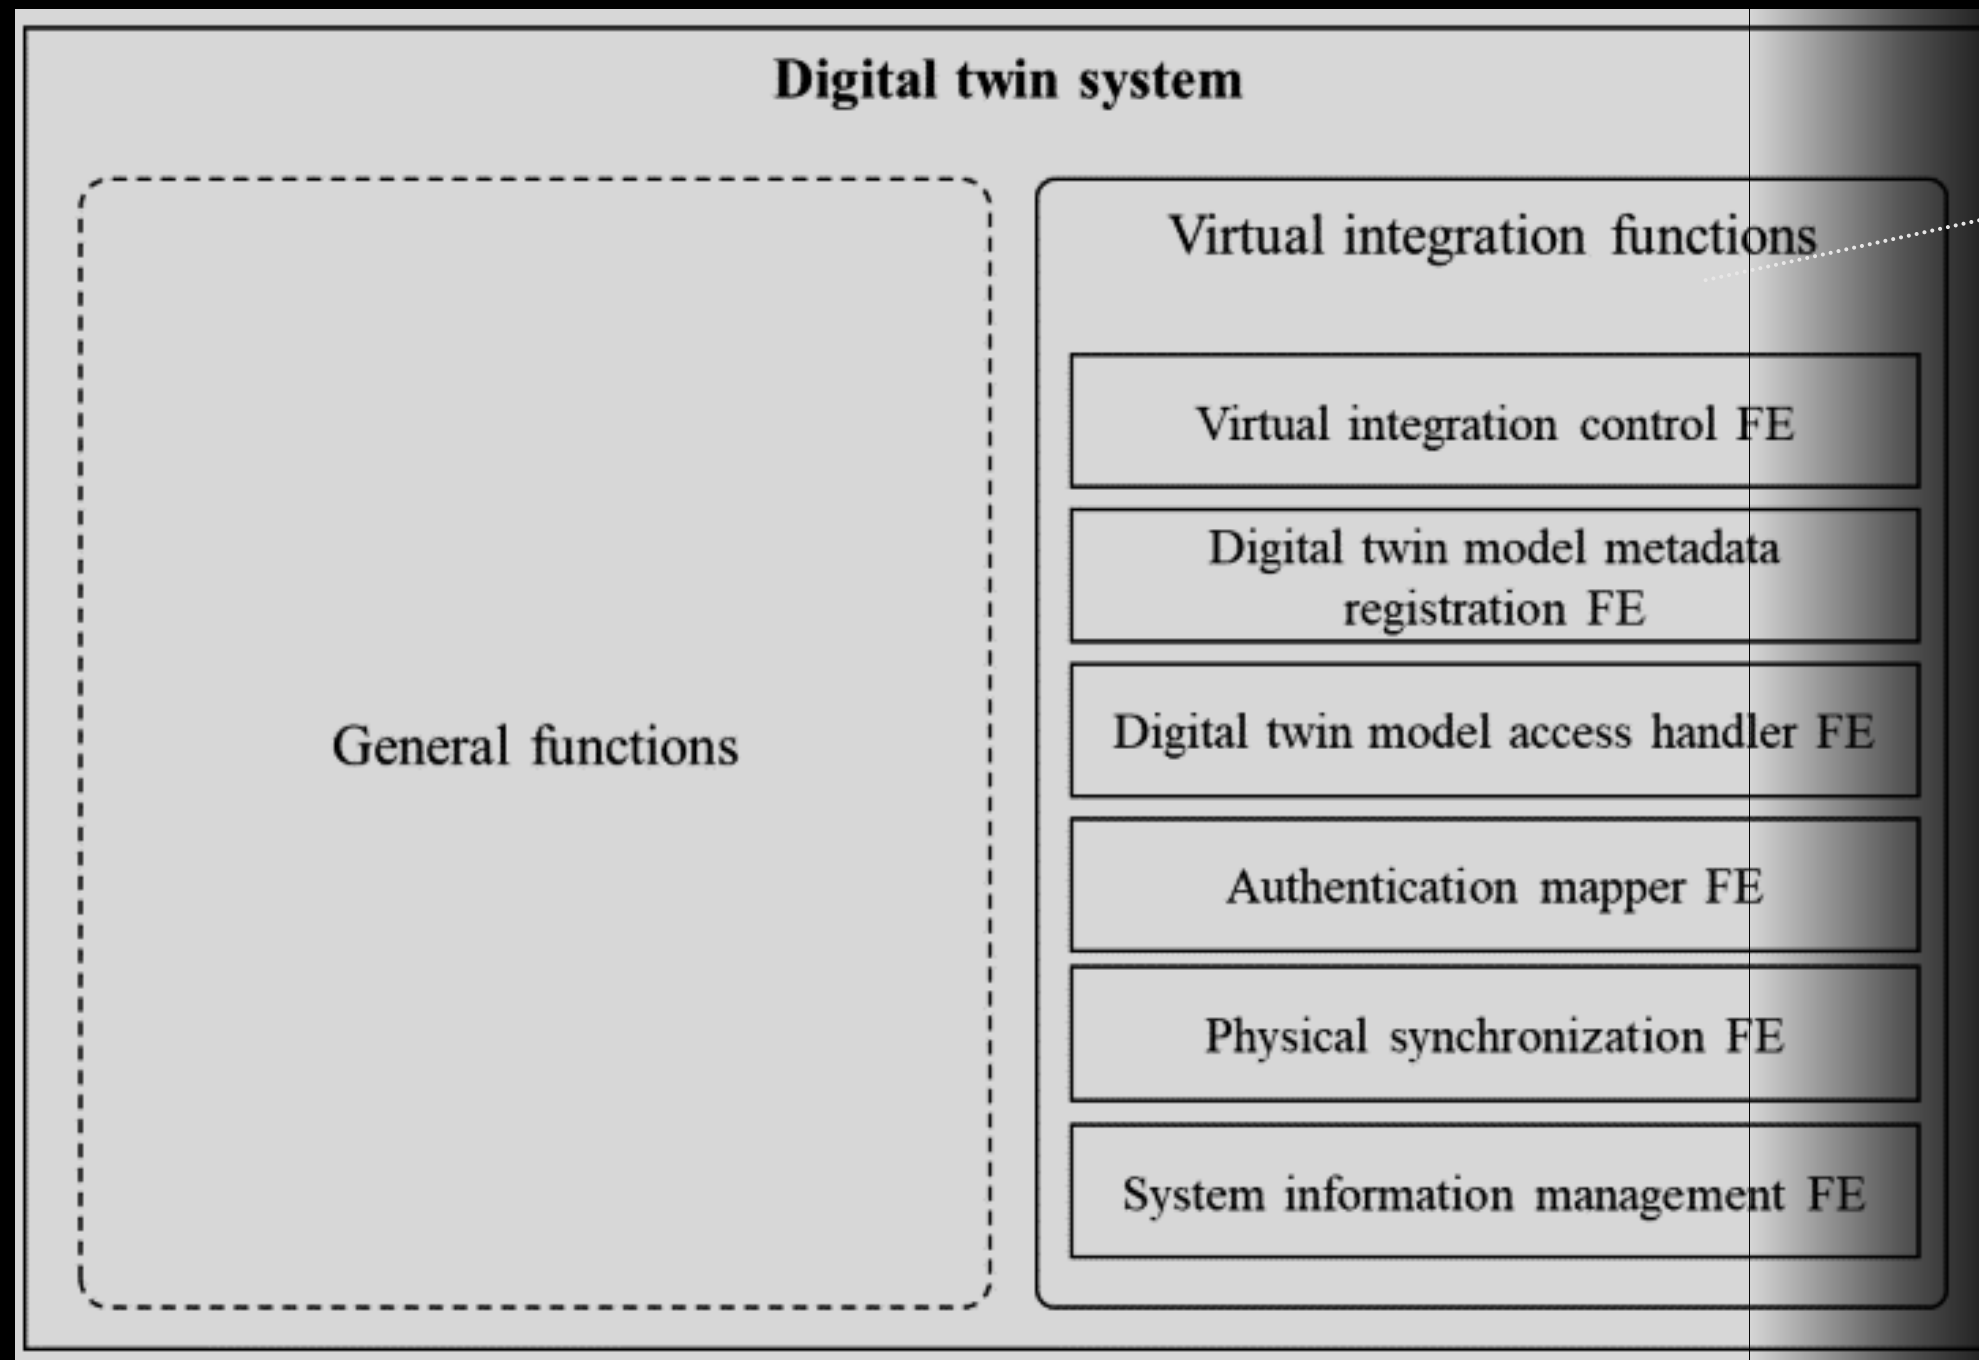 Digital twin system
General functions
Virtual integration functions
Virtual integration control FE
Digital twin model metadata
registration FE
Digital twin model access handler FE
Authentication mapper FE
Physical synchronization FE
System information management FE